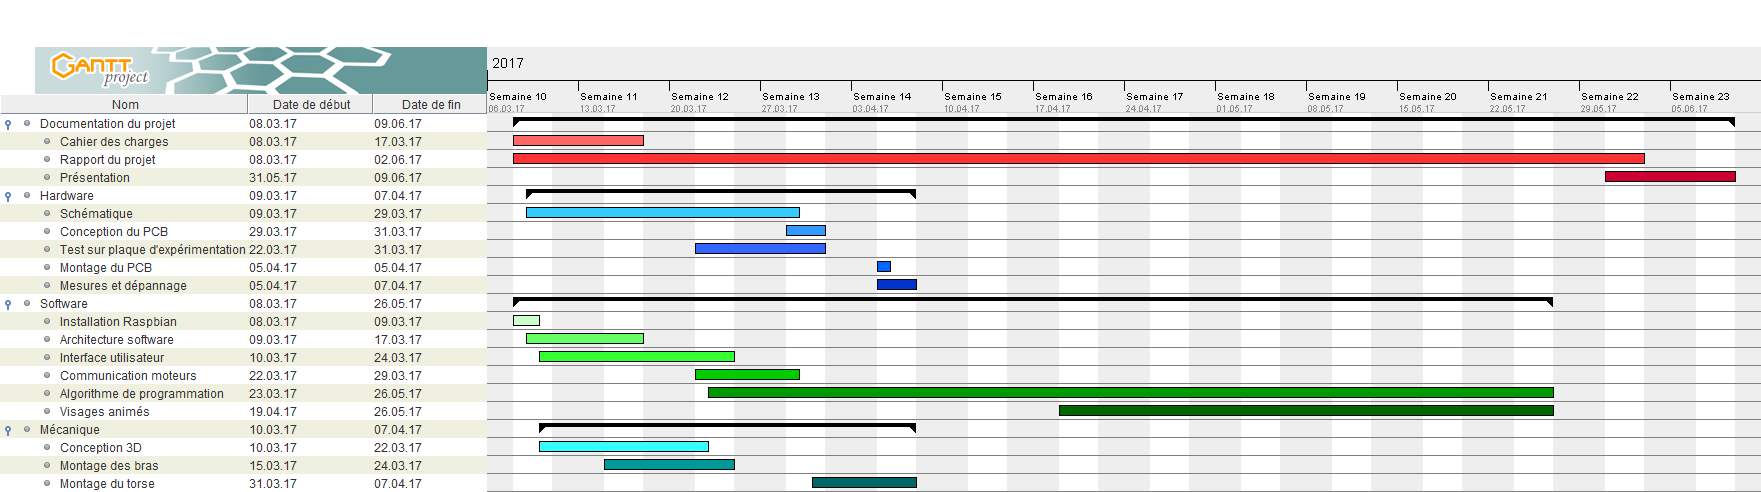 GANTT
project
2017
Semaine 10 Semaine 11 Semaine 12 Semaine 13 Semaine 14 Semaine 15 Semaine 16 Semaine 17 Semaine 18 Semaine 19 Semaine 20 Semaine 21 Semaine 22 Semaine 23
Nom Date de début Date de fin 06.03.17 13.03.17 20.03.17 27.03.17 03.04.17 10.04.17 17.04.17 24.04.17 01.05.17 08.05.17 15.05.17 22.05.17 29.05.17 05.06.17
Documentation du projet 08.03.17 09.06.17
Cahier des charges 08.03.17 17.03.17
Rapport du projet 08.03.17 02.06.17
Présentation 31.05.17 09.06.17
Hardware 09.03.17 07.04.17
Schématique 09.03.17 29.03.17
Conception du PCB 29.03.17 31.03.17
Test sur plaque d'expérimentation 22.03.17 31.03.17
Montage du PCB 05.04.17 05.04.17
Mesures et dépannage 05.04.17 07.04.17
Software 08.03.17 26.05.17
Installation Raspbian 08.03.17 09.03.17
Architecture software 09.03.17 17.03.17
Interface utilisateur 10.03.17 24.03.17
Communication moteurs 22.03.17 29.03.17
Algorithme de programmation 23.03.17 26.05.17
Visages animés 19.04.17 26.05.17
Mécanique 10.03.17 07.04.17
Conception 3D 10.03.17 22.03.17
Montage des bras 15.03.17 24.03.17
Montage du torse 31.03.17 07.04.17